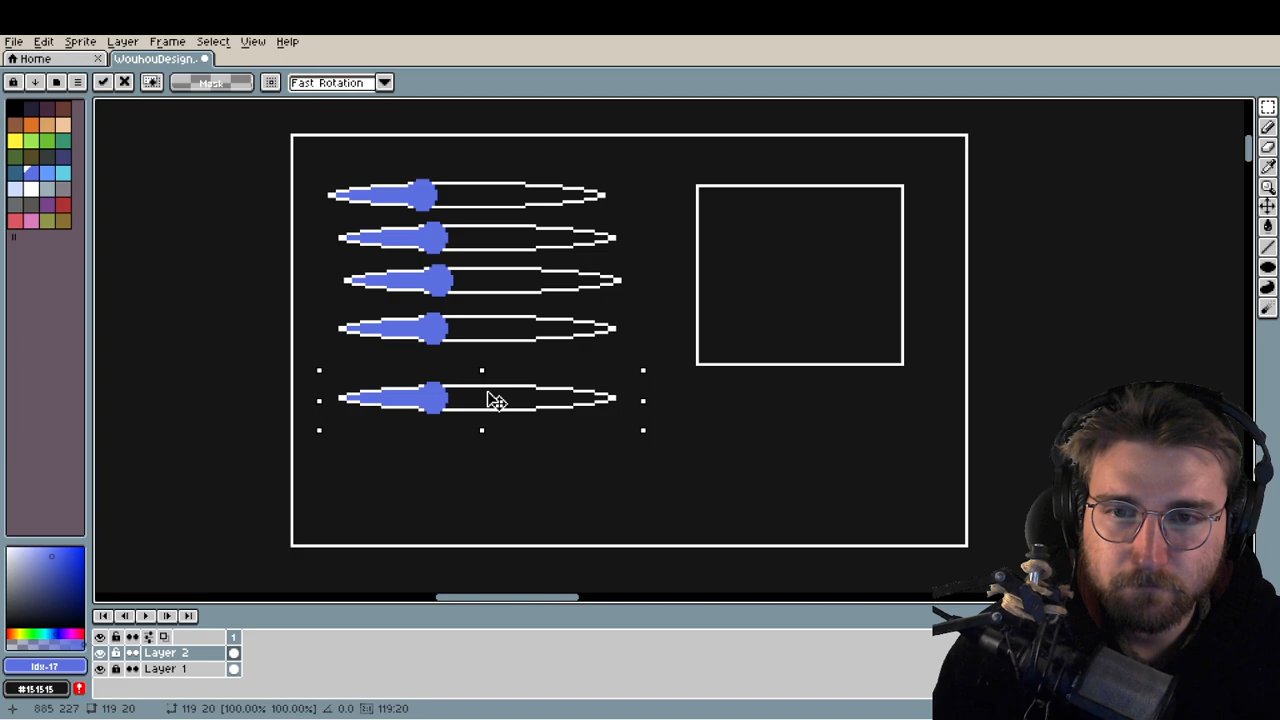 File Edit Sprite Layer Frame Select View Help
Home
WouhouDesign.
Mask
Fast Rotation
1
Layer 2
Layer 1
Idx-17
#151515
885 227 119 20 119 20 [100.00% 100.00%] 0.0 119:20